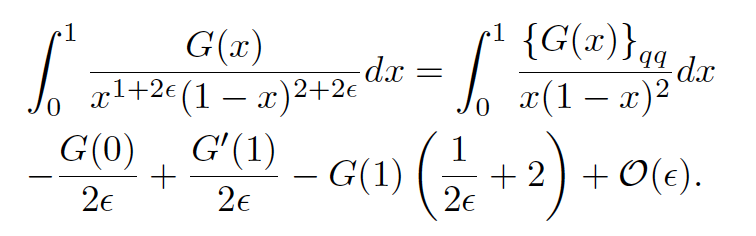 \int_0^1 \frac{G(x)}{x^{1+2\epsilon}(1-x)^{2+2\epsilon}} dx = \int_0^1 \frac{\{G(x)\}_{qq}}{x(1-x)^2} dx
-\frac{G(0)}{2\epsilon} + \frac{G'(1)}{2\epsilon} - G(1) \left( \frac{1}{2\epsilon} + 2 \right) + \mathcal{O}(\epsilon).